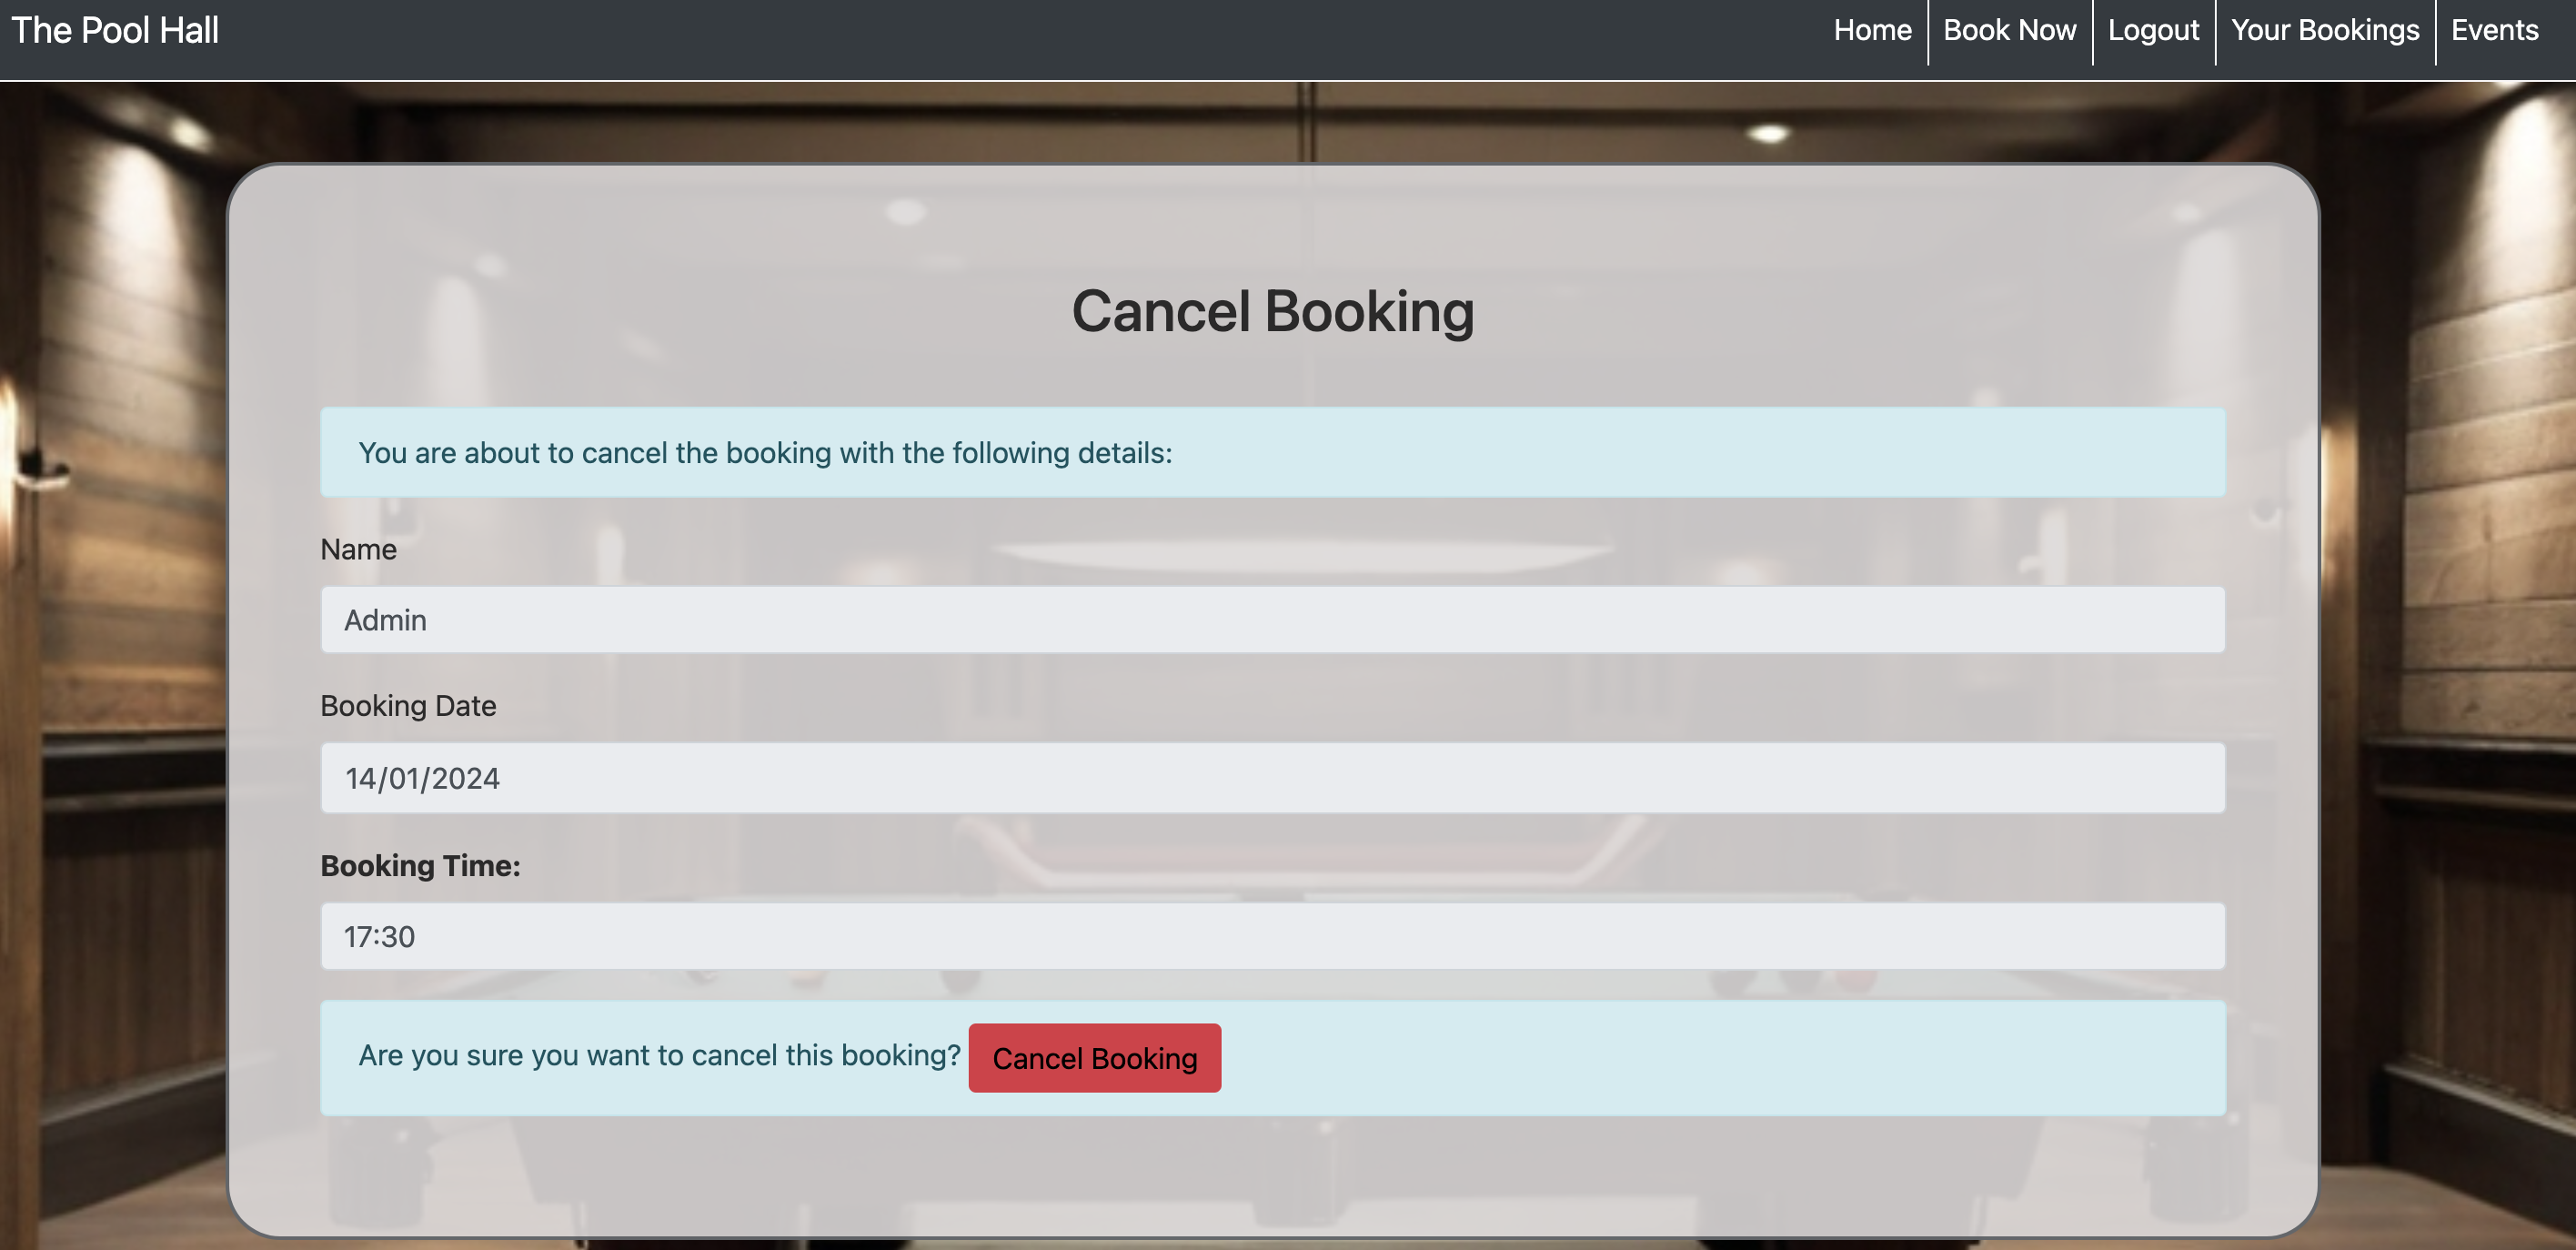 The Pool Hall
Home Book Now Logout Your Bookings Events
Cancel Booking
You are about to cancel the booking with the following details:
Name
Admin
Booking Date
14/01/2024
Booking Time:
17:30
Are you sure you want to cancel this booking? Cancel Booking